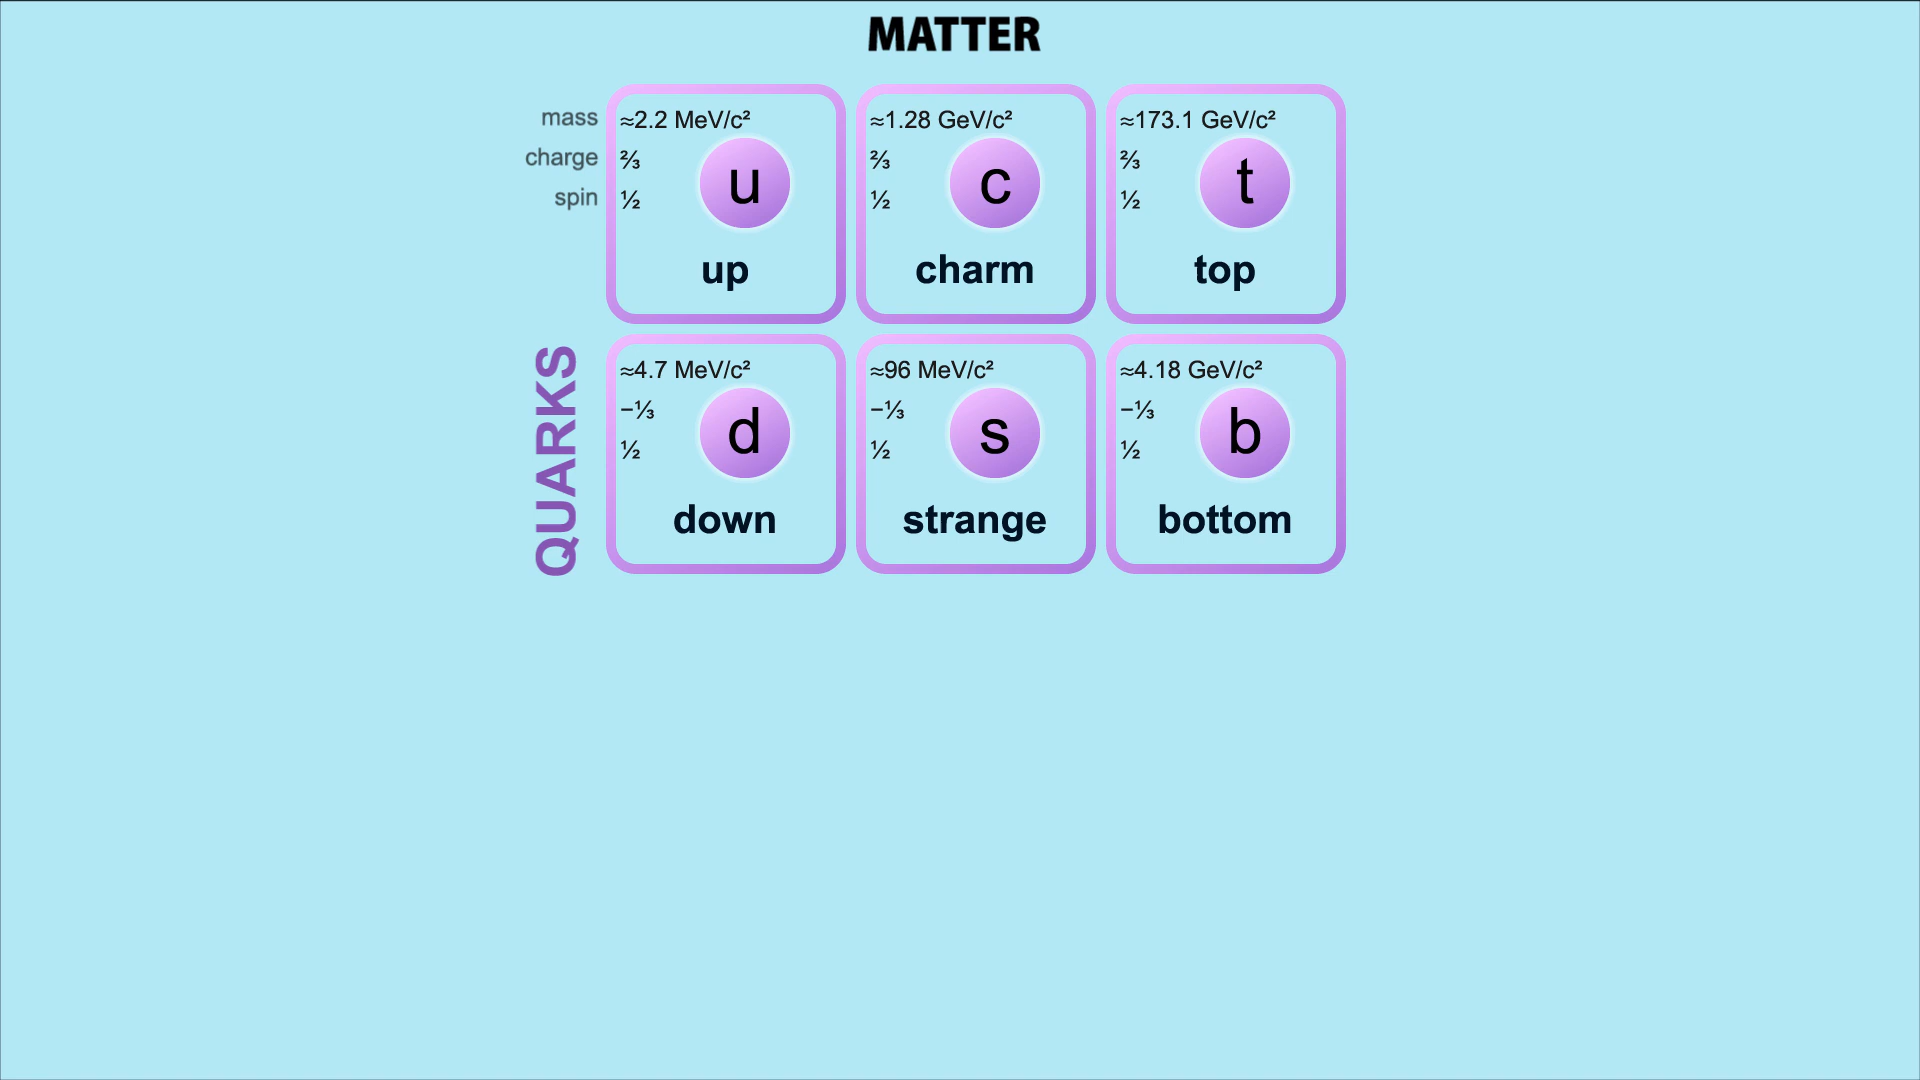 MATTER
mass ≈2.2 MeV/c² ≈1.28 GeV/c² ≈173.1 GeV/c²
charge ⅔ ⅔ ⅔
spin ½ ½ ½
u c t
up charm top
QUARKS
≈4.7 MeV/c² ≈96 MeV/c² ≈4.18 GeV/c²
−⅓ −⅓ −⅓
½ ½ ½
d s b
down strange bottom